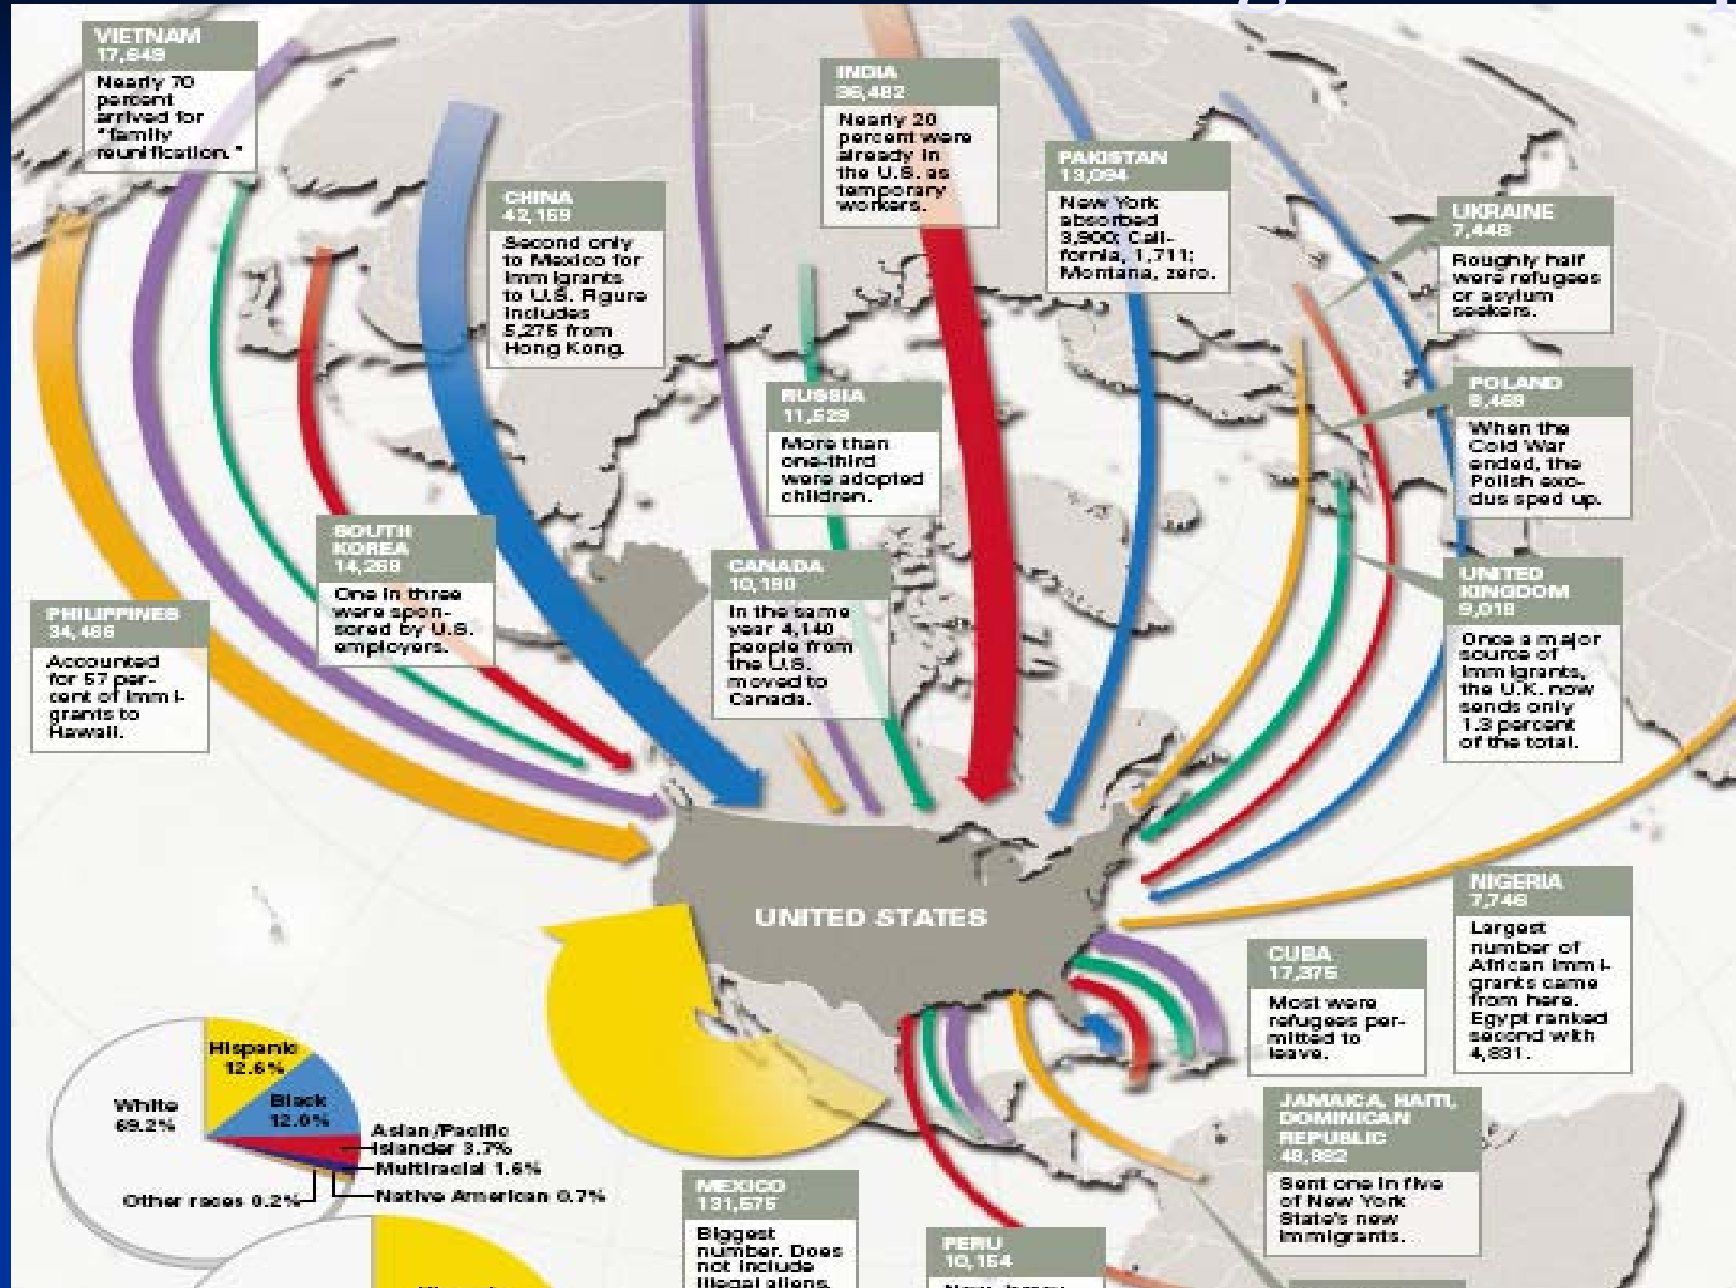 VIETNAM
17,649
Nearly 70
percent
arrived for
"family
reunification."
CHINA
42,159
Second only
to Mexico for
immigrants
to U.S. Figure
includes
5,275 from
Hong Kong.
INDIA
36,482
Nearly 20
percent were
already in
the U.S. as
temporary
workers.
PAKISTAN
13,094
New York
absorbed
3,900; Cali-
fornia, 1,711;
Montana, zero.
UKRAINE
7,448
Roughly half
were refugees
or asylum
seekers.
RUSSIA
11,529
More than
one-third
were adopted
children.
POLAND
8,469
When the
Cold War
ended, the
Polish exo-
dus sped up.
SOUTH
KOREA
14,268
One in three
were spon-
sored by U.S.
employers.
CANADA
10,190
In the same
year 4,140
people from
the U.S.
moved to
Canada.
UNITED
KINGDOM
9,018
Once a major
source of
immigrants,
the U.K. now
sends only
1.3 percent
of the total.
PHILIPPINES
34,466
Accounted
for 57 per-
cent of immi-
grants to
Hawaii.
UNITED STATES
NIGERIA
7,746
Largest
number of
African immi-
grants came
from here.
Egypt ranked
second with
4,831.
CUBA
17,375
Most were
refugees per-
mitted to
leave.
JAMAICA, HAITI,
DOMINICAN
REPUBLIC
Sent one in five
of New York
State's new
immigrants.
Hispanic
12.6%
White
69.2%
Black
12.0%
Asian/Pacific
Islander 3.7%
Multiracial 1.6%
Native American 0.7%
Other races 0.2%
MEXICO
131,575
Biggest
number. Does
not include
illegal aliens.
PERU
10,154